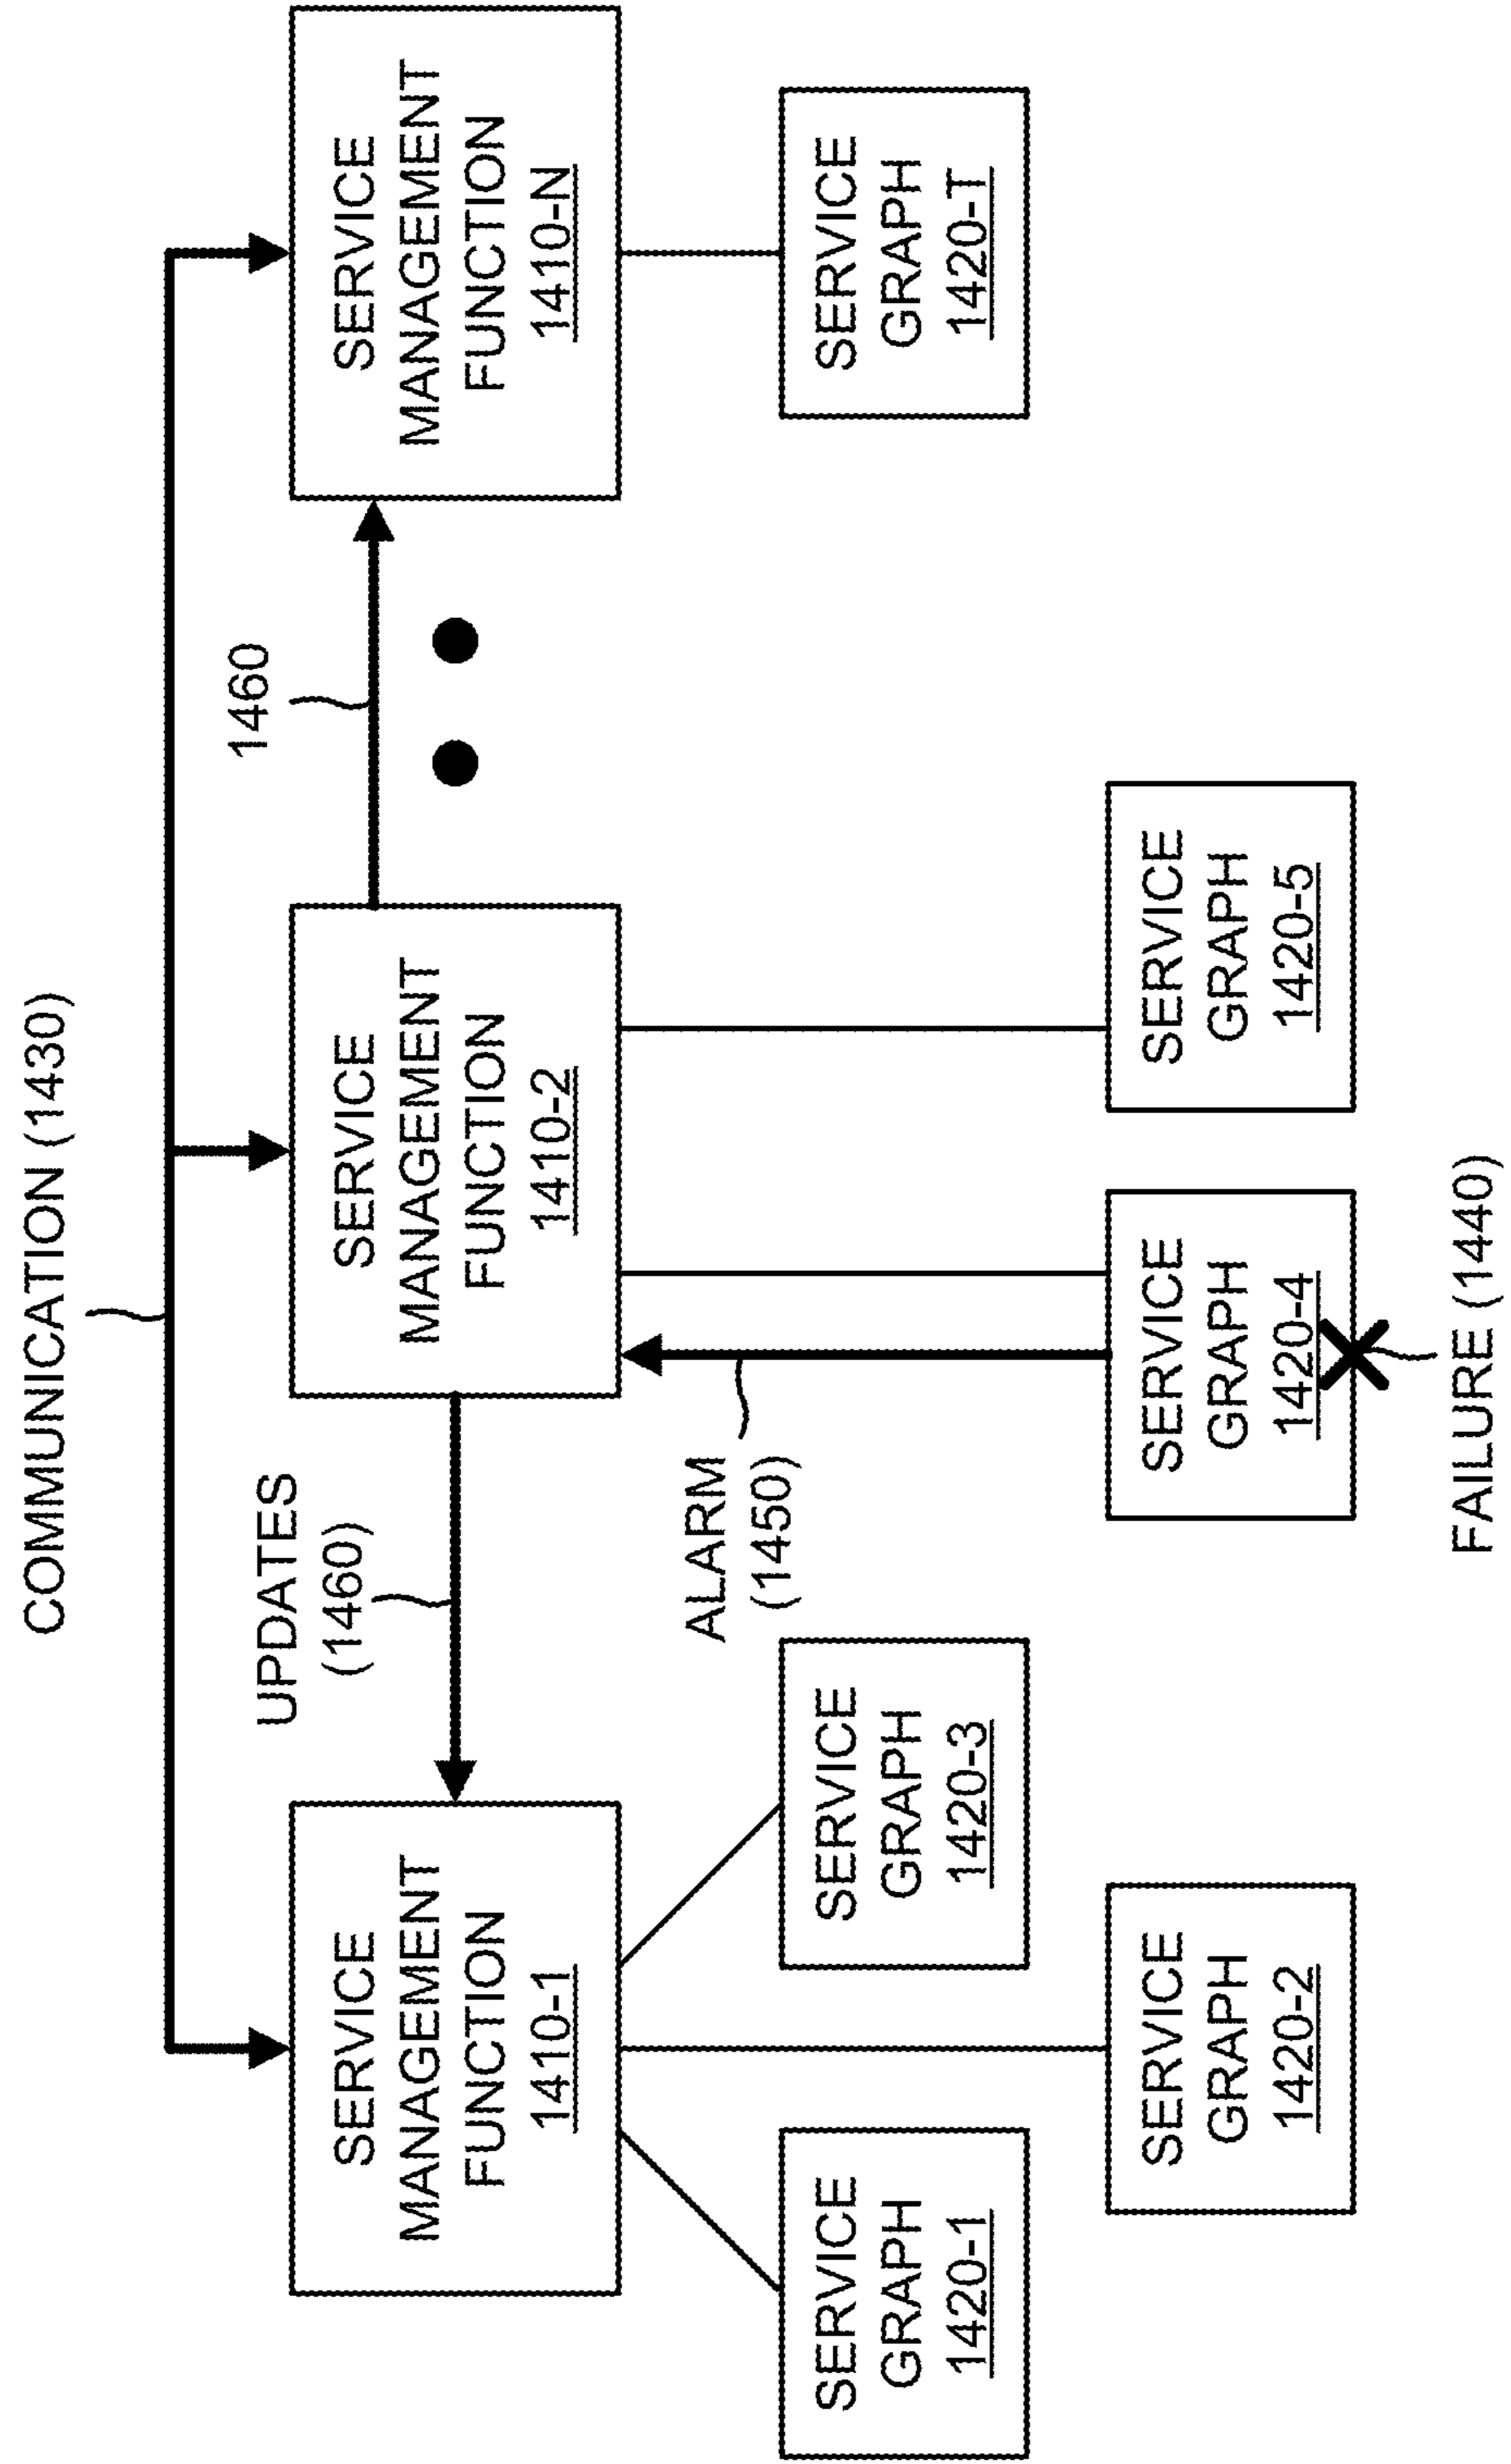 COMMUNICATION (1430)
UPDATES
(1460)
1460
SERVICE
MANAGEMENT
FUNCTION
1410-1
SERVICE
MANAGEMENT
FUNCTION
1410-2
SERVICE
MANAGEMENT
FUNCTION
1410-N
ALARM
(1450)
SERVICE
GRAPH
1420-1
SERVICE
GRAPH
1420-3
SERVICE
GRAPH
1420-T
SERVICE
GRAPH
1420-2
SERVICE
GRAPH
1420-4
SERVICE
GRAPH
1420-5
FAILURE (1440)